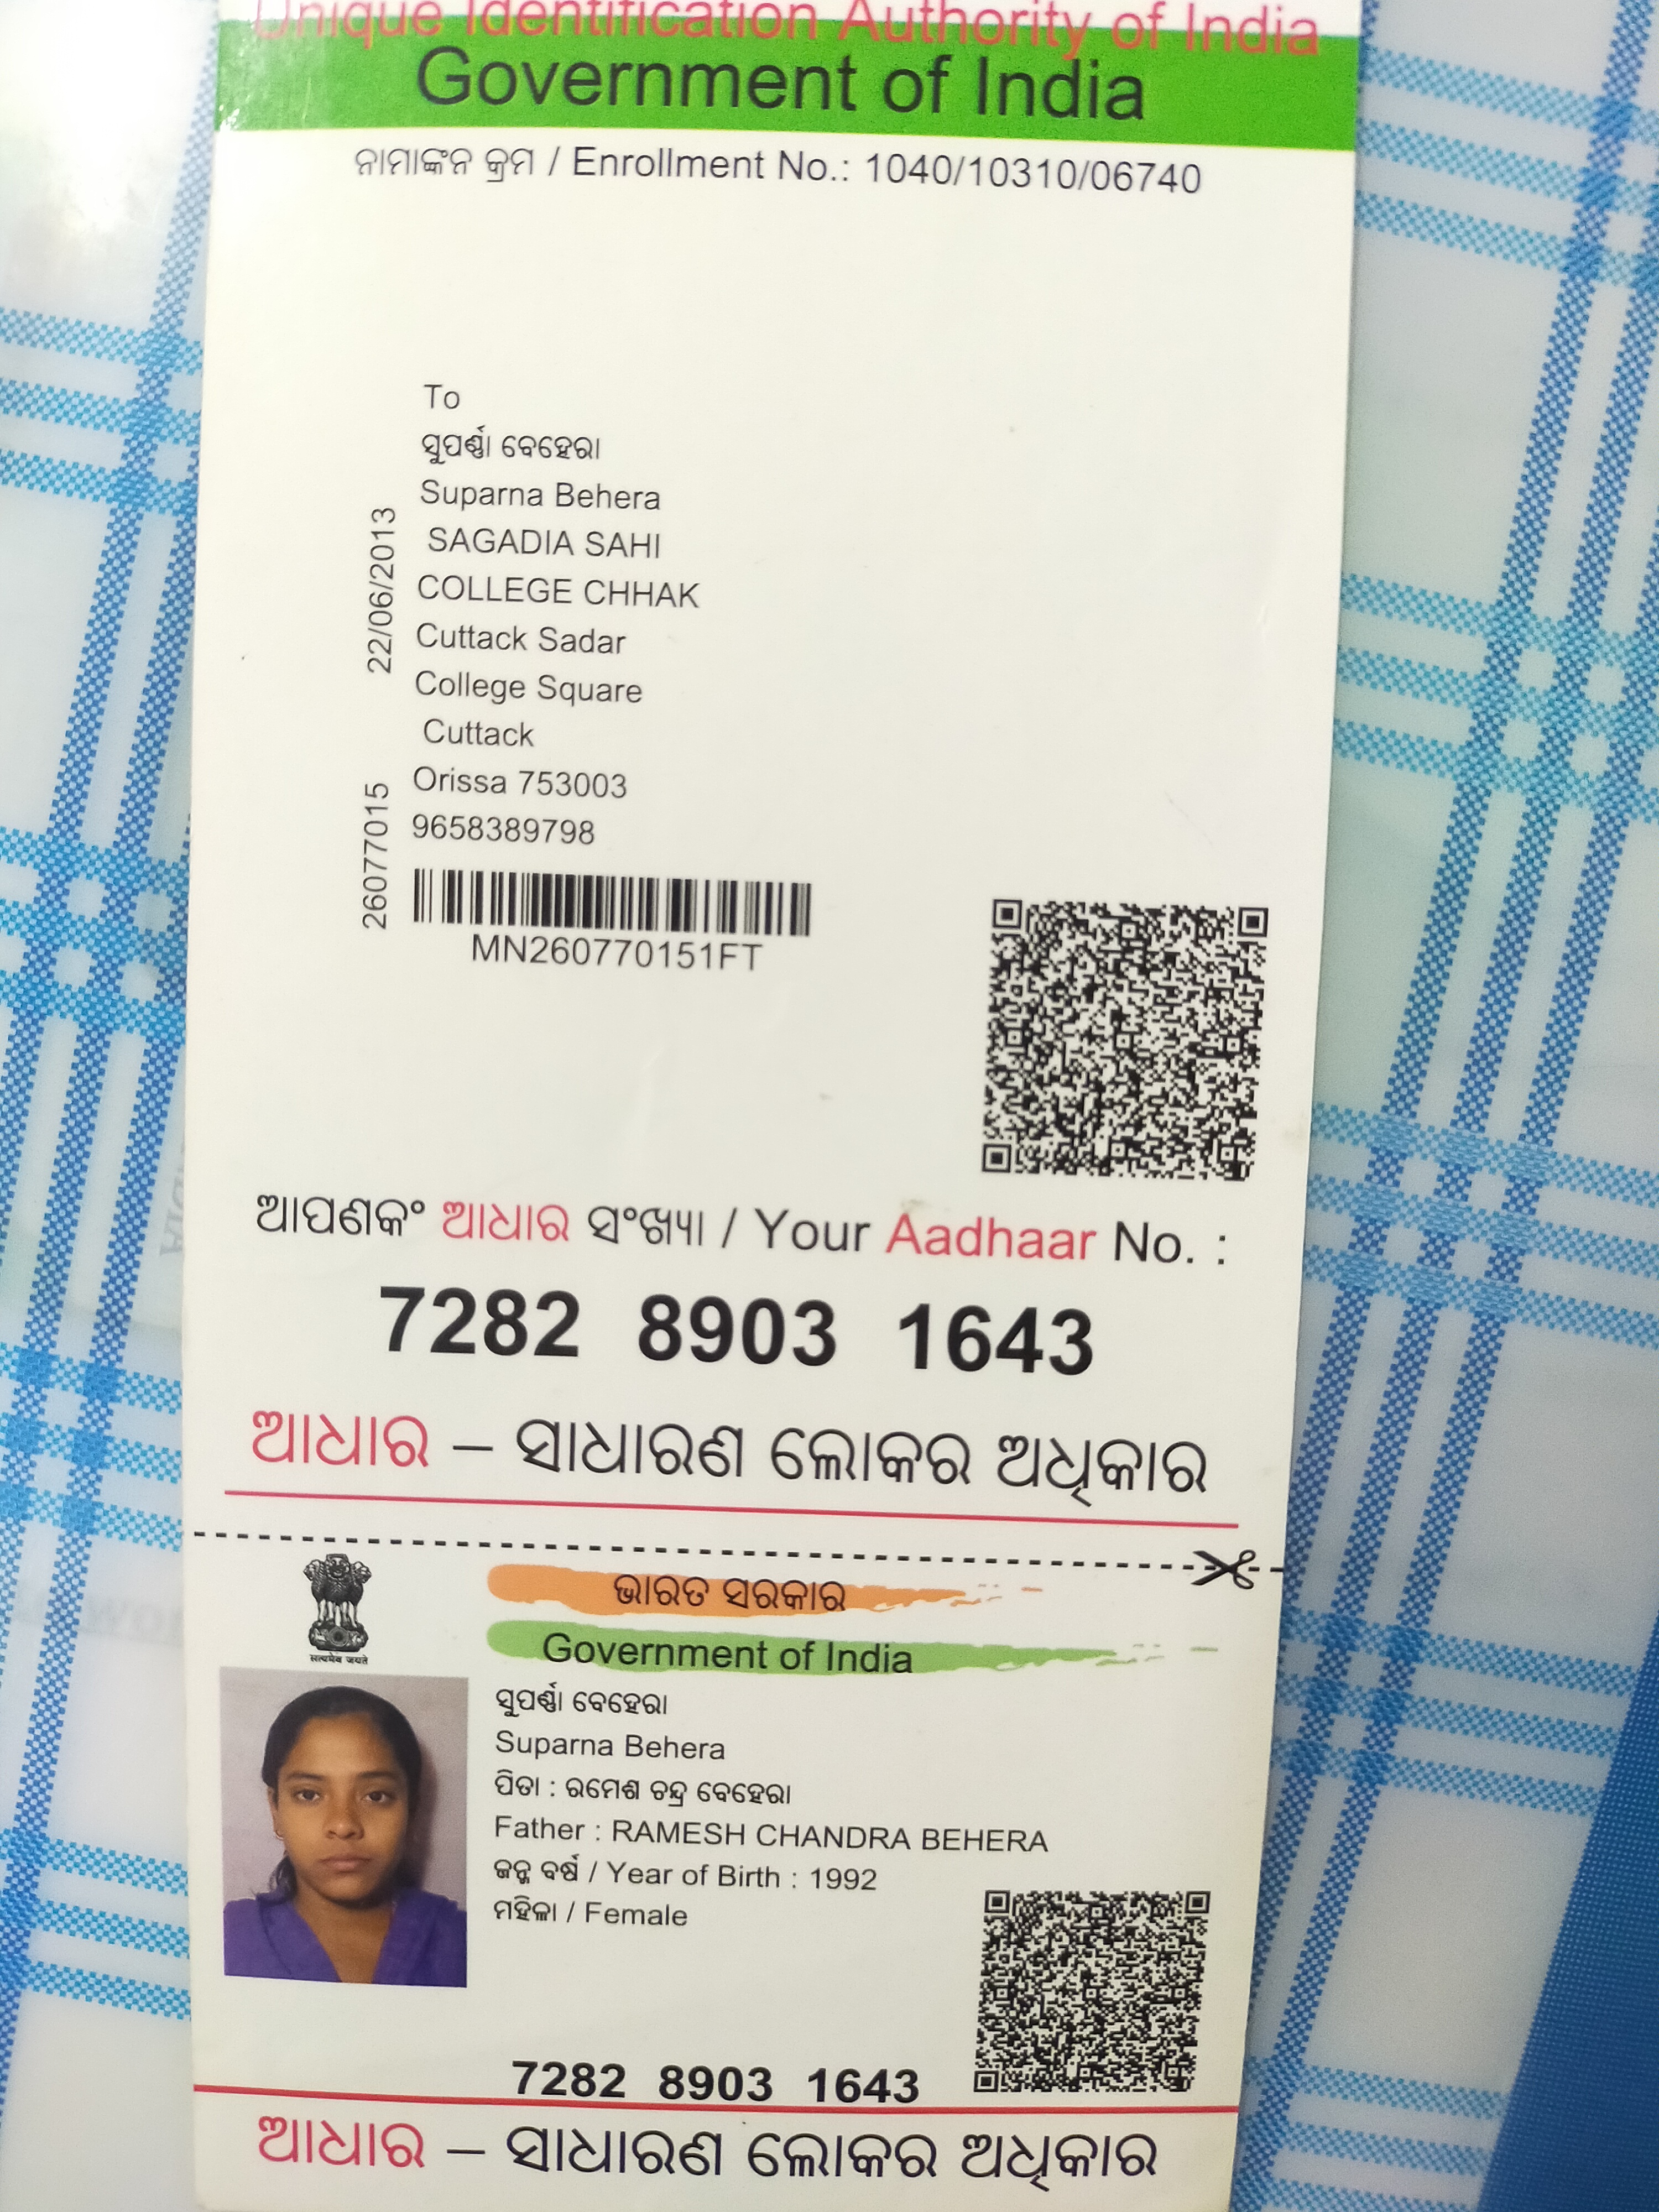 Unique Identification Authority of India
Government of India
ନାମାଙ୍କନ କ୍ରମ / Enrollment No.: 1040/10310/06740
To
ସୁପର୍ଣ୍ଣା ବେହେରା
Suparna Behera
SAGADIA SAHI
COLLEGE CHHAK
Cuttack Sadar
College Square
Cuttack
Orissa 753003
9658389798
22/06/2013
26077015
MN260770151FT
ଆପଣଙ୍କ ଆଧାର ସଂଖ୍ୟା / Your Aadhaar No. :
7282 8903 1643
ଆଧାର – ସାଧାରଣ ଲୋକର ଅଧିକାର
सत्यमेव जयते
ଭାରତ ସରକାର
Government of India
ସୁପର୍ଣ୍ଣା ବେହେରା
Suparna Behera
ପିତା : ରମେଶ ଚନ୍ଦ୍ର ବେହେରା
Father : RAMESH CHANDRA BEHERA
ଜନ୍ମ ବର୍ଷ / Year of Birth : 1992
ମହିଳା / Female
7282 8903 1643
ଆଧାର – ସାଧାରଣ ଲୋକର ଅଧିକାର